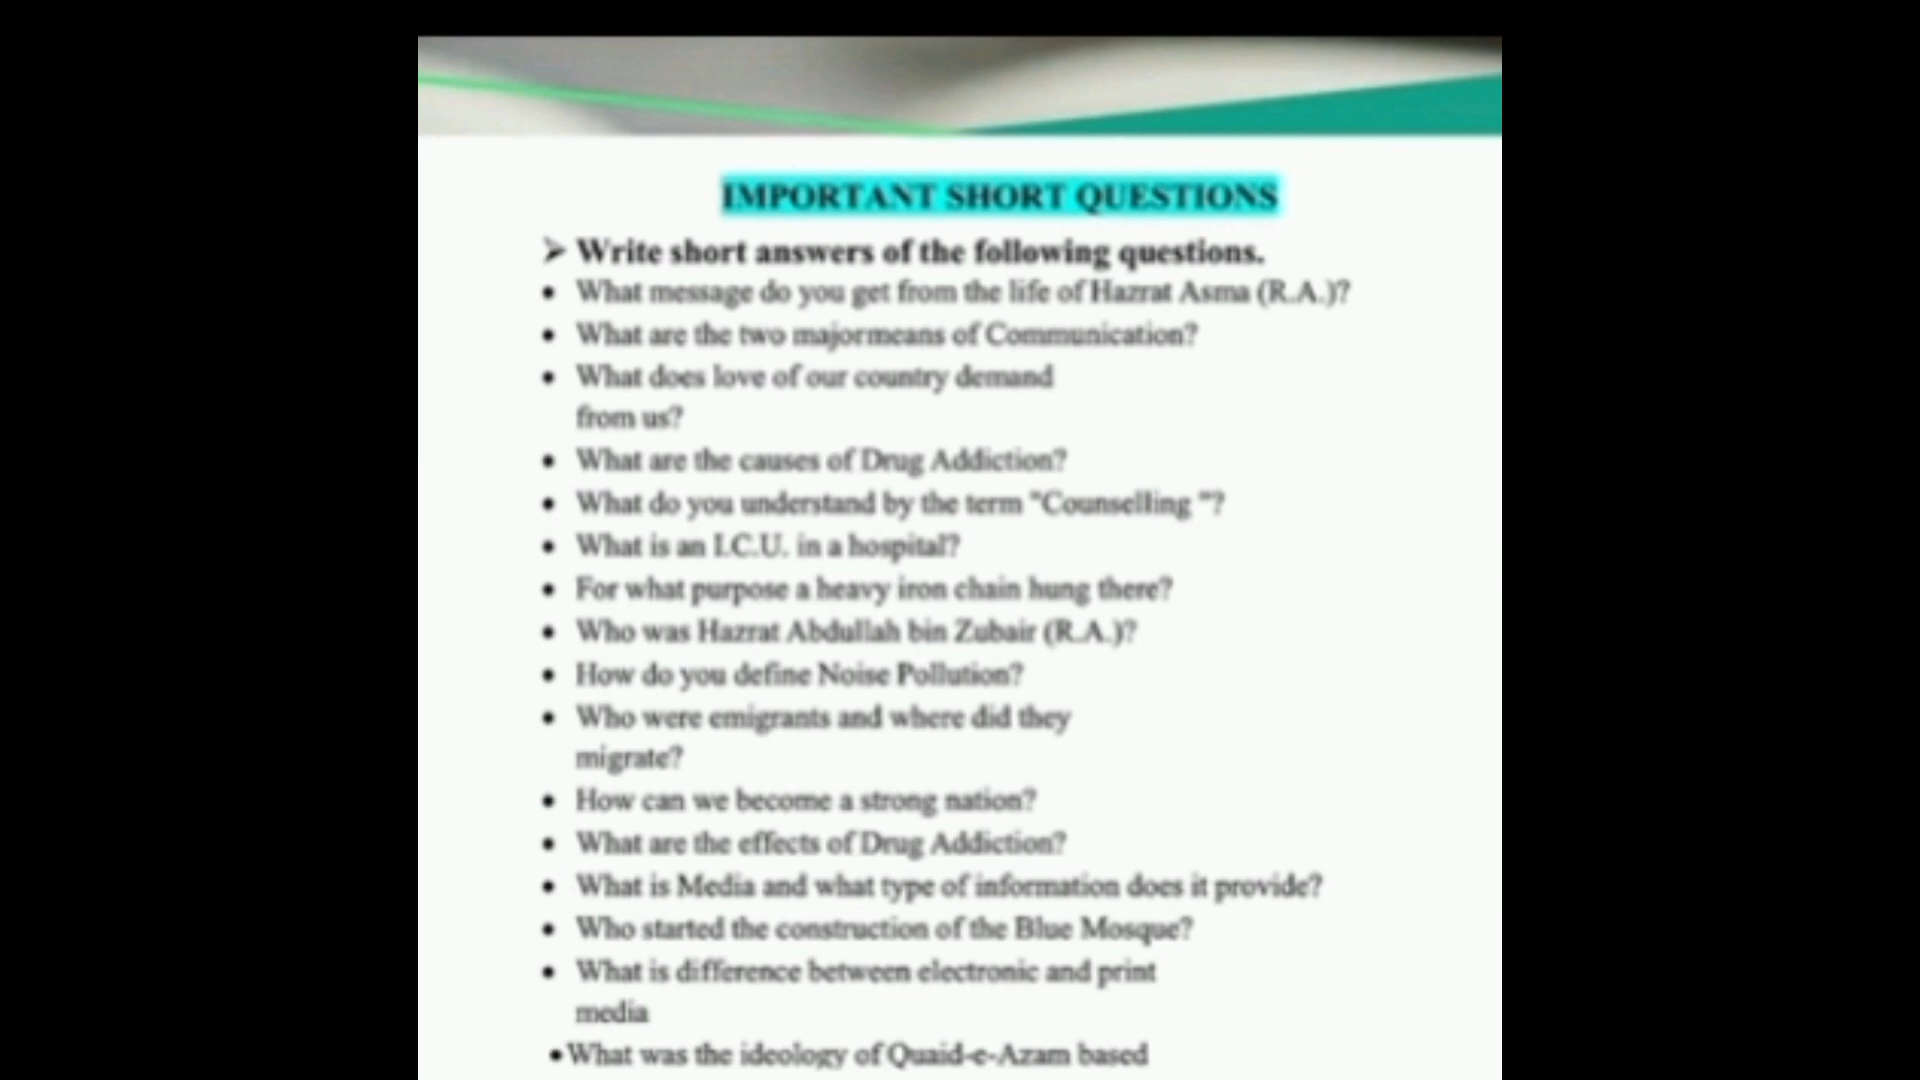 IMPORTANT SHORT QUESTIONS
➢ Write short answers of the following questions.
• What message do you get from the life of Hazrat Asma (R.A.)?
• What are the two majormeans of Communication?
• What does love of our country demand
from us?
• What are the causes of Drug Addiction?
• What do you understand by the term "Counselling "?
• What is an I.C.U. in a hospital?
• For what purpose a heavy iron chain hung there?
• Who was Hazrat Abdullah bin Zubair (R.A.)?
• How do you define Noise Pollution?
• Who were emigrants and where did they
migrate?
• How can we become a strong nation?
• What are the effects of Drug Addiction?
• What is Media and what type of information does it provide?
• Who started the construction of the Blue Mosque?
• What is difference between electronic and print
media
• What was the ideology of Quaid-e-Azam based